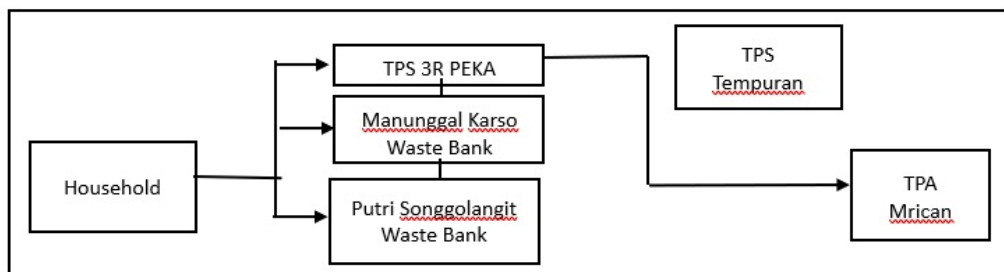 TPS 3R PEKA
Manunggal Karso
Waste Bank
Household
Putri Songgolangit
Waste Bank
TPS
Tempuran
TPA
Mrican